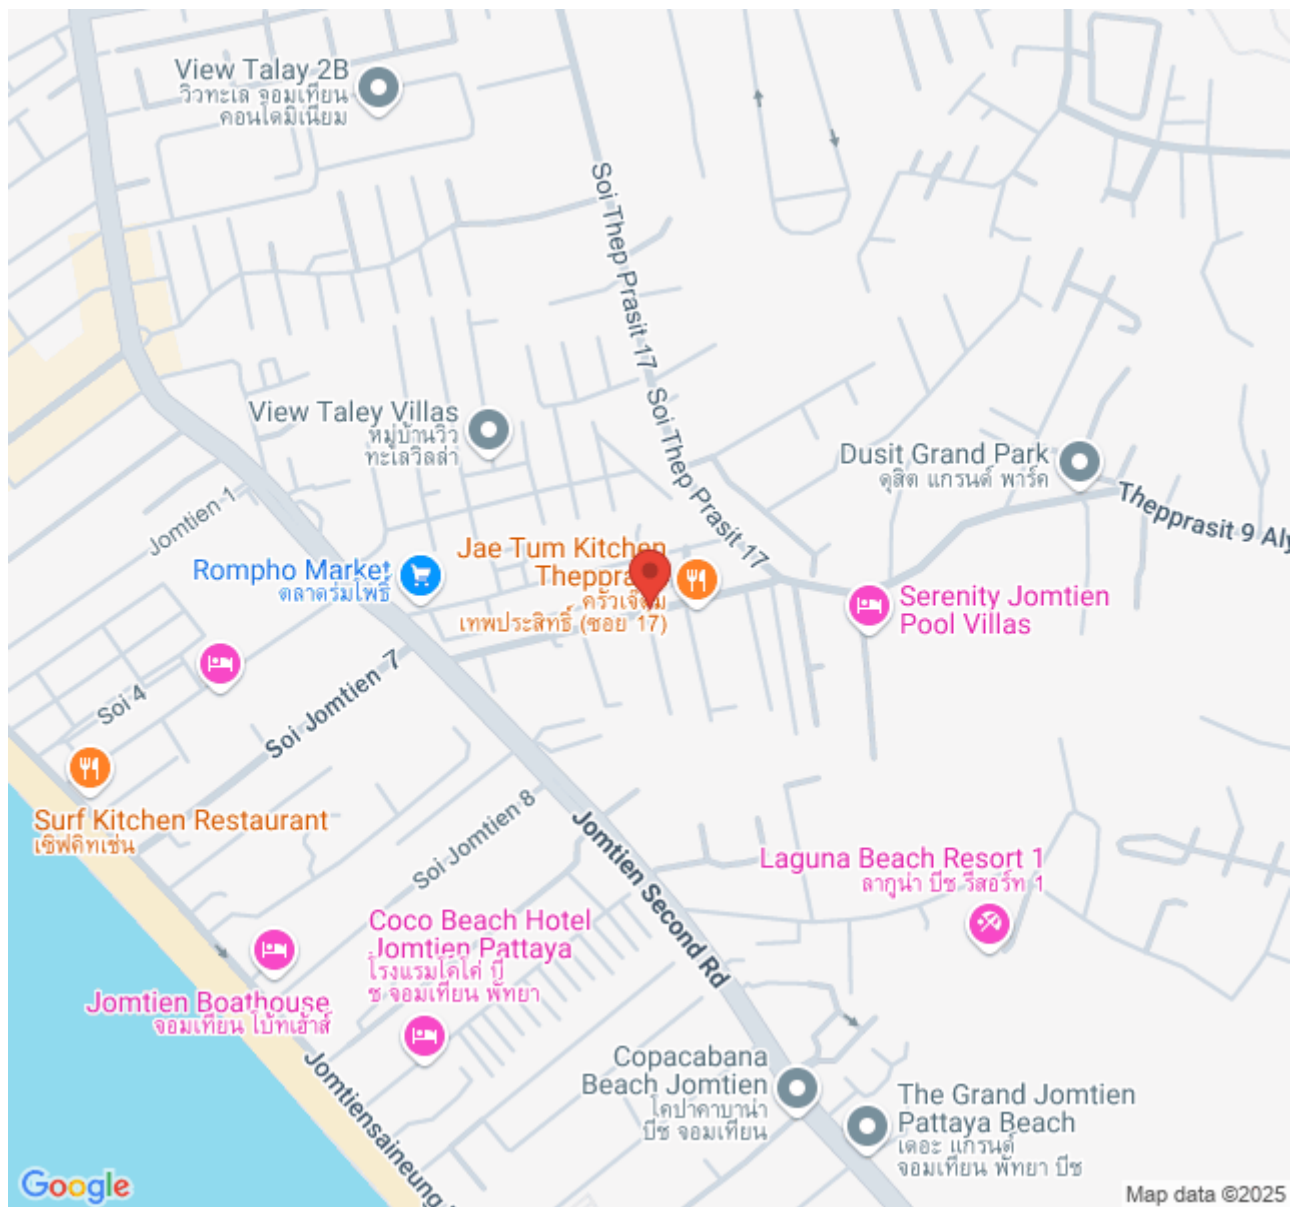 View Talay 2B
วิวทะเล จอมเทียน
คอนโดมิเนียม
Soi Thep Prasit 17
Soi Thep Prasit 17
View Taley Villas
หมู่บ้านวิว
ทะเลวิลล่า
Dusit Grand Park
ดุสิต แกรนด์ พาร์ค
Thepprasit 9 Aly
Jomtien 1
Rompho Market
ตลาดร่มโพธิ์
Jae Tum Kitchen
ครัวเจ๊ตุ่ม
เทพประสิทธิ์ (ซอย 17)
Serenity Jomtien
Pool Villas
Soi 4
Soi Jomtien 7
Surf Kitchen Restaurant
เซิฟคิทเช่น
Soi Jomtien 8
Jomtien Second Rd
Laguna Beach Resort 1
ลากูน่า บีช รีสอร์ท 1
Coco Beach Hotel
Jomtien Pattaya
โรงแรมโคโค่ บี
ช จอมเทียน พัทยา
Jomtien Boathouse
จอมเทียน โบ๊ทเฮ้าส์
Jomtiensaineung
Copacabana
Beach Jomtien
โคปาคาบาน่า
บีช จอมเทียน
The Grand Jomtien
Pattaya Beach
เดอะ แกรนด์
จอมเทียน พัทยา บีช
Google
Map data ©2025